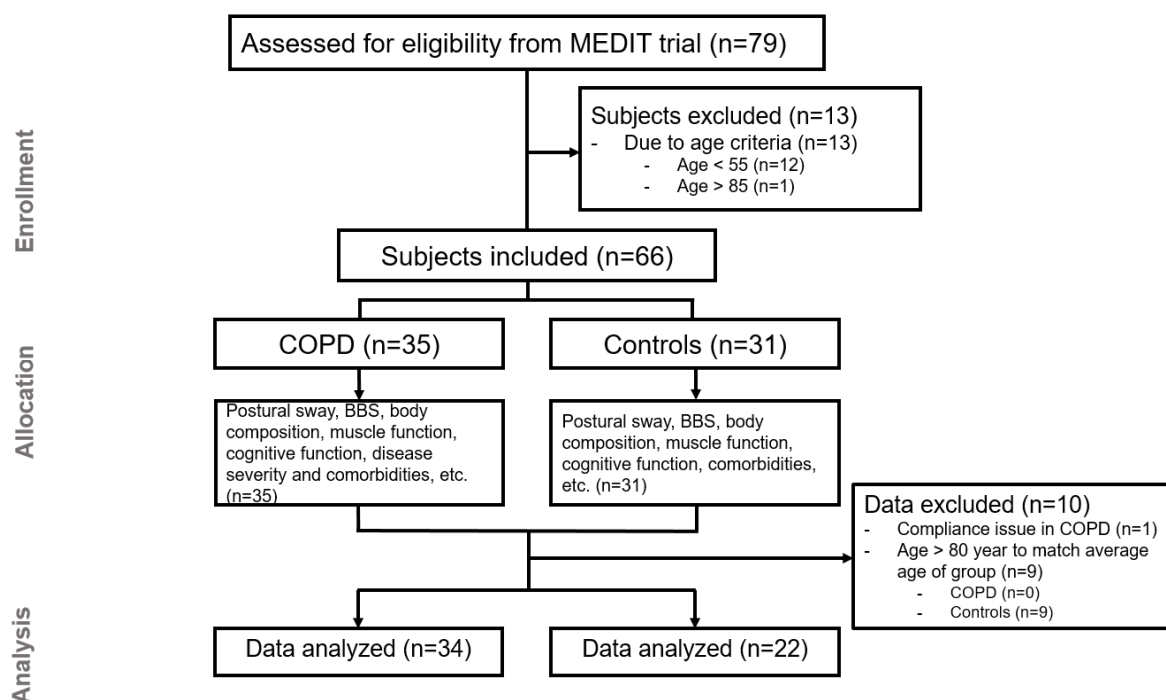 Assessed for eligibility from MEDIT trial (n=79)
Enrollment
Subjects excluded (n=13)
- Due to age criteria (n=13)
- Age < 55 (n=12)
- Age > 85 (n=1)
Subjects included (n=66)
Allocation
COPD (n=35)
Controls (n=31)
Postural sway, BBS, body
composition, muscle function,
cognitive function, disease
severity and comorbidities, etc.
(n=35)
Postural sway, BBS, body
composition, muscle function,
cognitive function, comorbidities,
etc. (n=31)
Data excluded (n=10)
- Compliance issue in COPD (n=1)
- Age > 80 year to match average
age of group (n=9)
- COPD (n=0)
- Controls (n=9)
Analysis
Data analyzed (n=34)
Data analyzed (n=22)